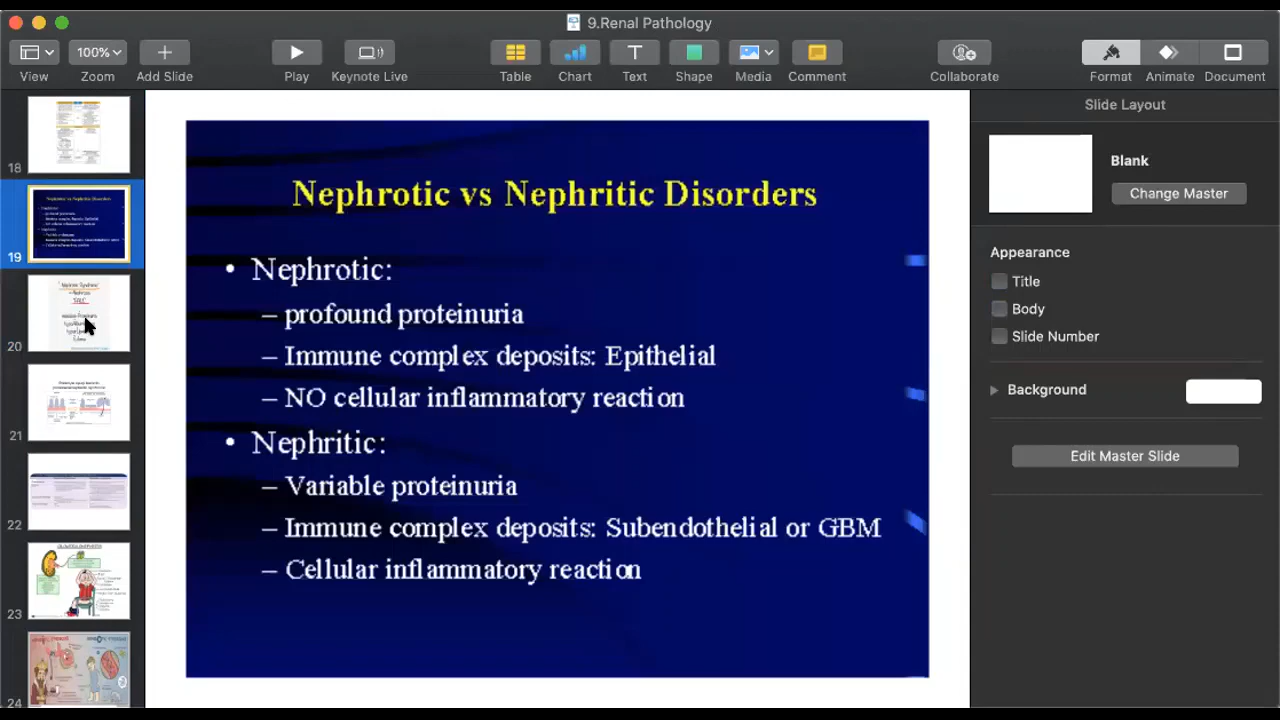 9.Renal Pathology
100%
View
Zoom
Add Slide
Play
Keynote Live
Table
Chart
Text
Shape
Media
Comment
Collaborate
Format
Animate
Document
18
19
20
21
22
23
24
Nephrotic vs Nephritic Disorders
• Nephrotic:
– profound proteinuria
– Immune complex deposits: Epithelial
– NO cellular inflammatory reaction
• Nephritic:
– Variable proteinuria
– Immune complex deposits: Subendothelial or GBM
– Cellular inflammatory reaction
Slide Layout
Blank
Change Master
Appearance
Title
Body
Slide Number
Background
Edit Master Slide